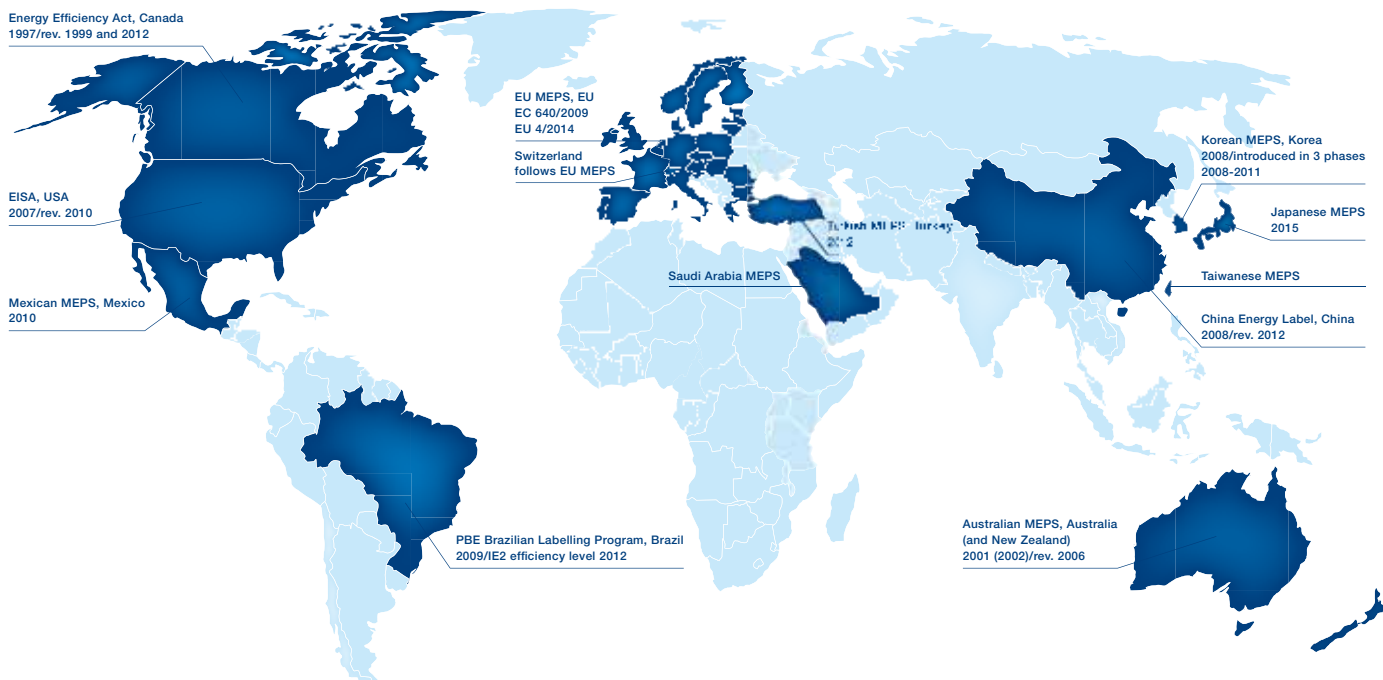 Energy Efficiency Act, Canada
1997/rev. 1999 and 2012
EU MEPS, EU
EC 640/2009
EU 4/2014
Switzerland
follows EU MEPS
Korean MEPS, Korea
2008/introduced in 3 phases
2008-2011
EISA, USA
2007/rev. 2010
Japanese MEPS
2015
Turkish MEPS, Turkey
2012
Saudi Arabia MEPS
Taiwanese MEPS
Mexican MEPS, Mexico
2010
China Energy Label, China
2008/rev. 2012
PBE Brazilian Labelling Program, Brazil
2009/IE2 efficiency level 2012
Australian MEPS, Australia
(and New Zealand)
2001 (2002)/rev. 2006